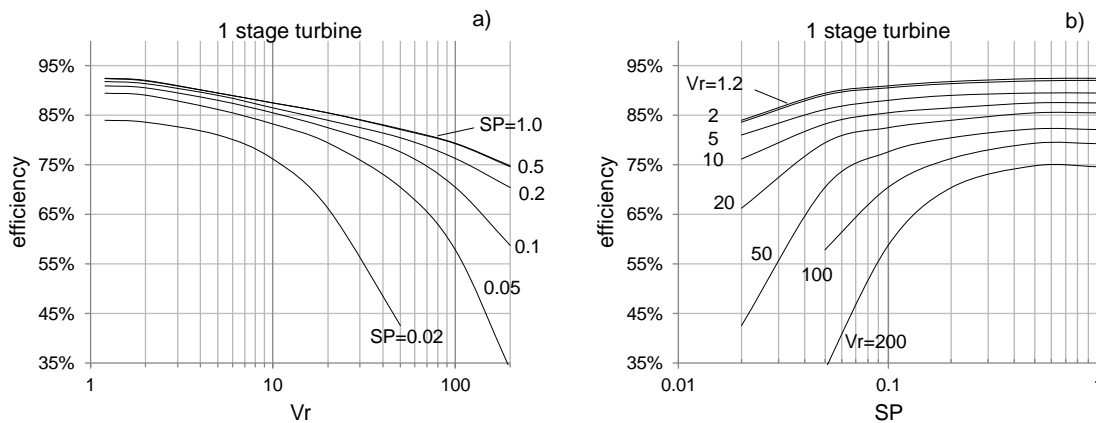 1 stage turbine
a)
95%
85%
75%
65%
55%
45%
35%
efficiency
SP=1.0
0.5
0.2
0.1
0.05
SP=0.02
1
10
100
Vr
1 stage turbine
b)
95%
85%
75%
65%
55%
45%
35%
efficiency
Vr=1.2
2
5
10
20
50
100
Vr=200
0.01
0.1
1
SP